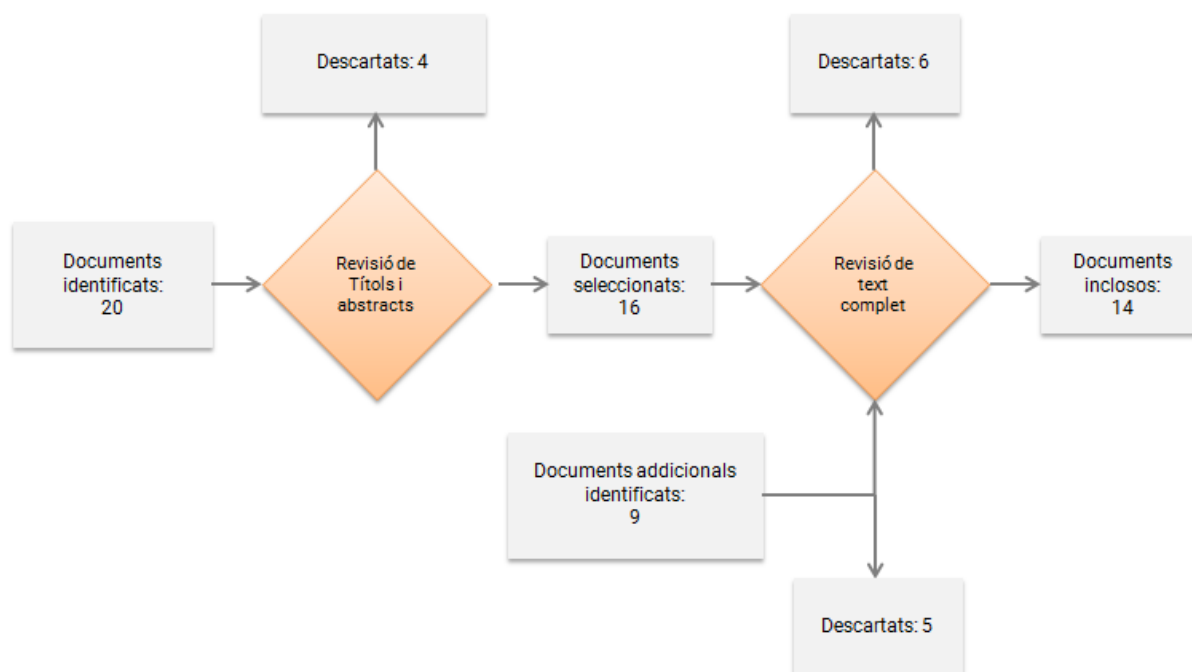 Descartats: 4
Descartats: 6
Documents
identificats:
20
Revisió de
Títols i
abstracts
Documents
seleccionats:
16
Revisió de
text
complet
Documents
inclosos:
14
Documents addicionals
identificats:
9
Descartats: 5